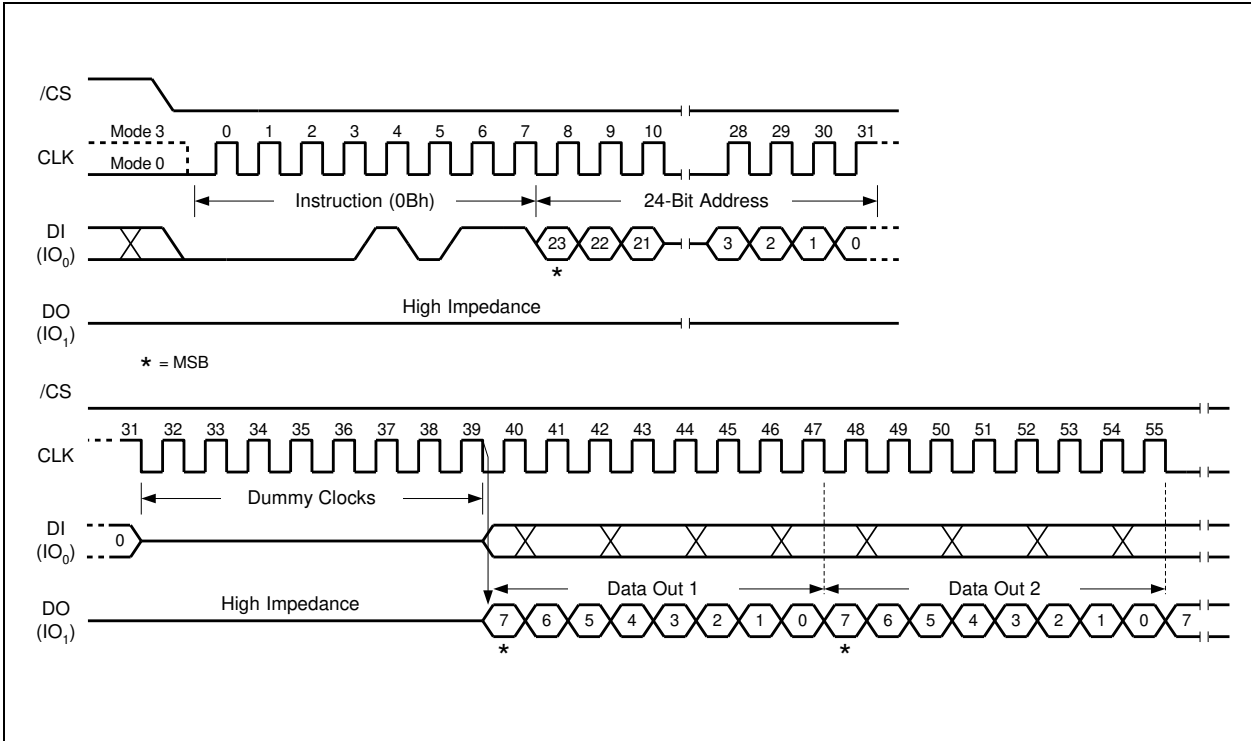 /CS
Mode 3 0 1 2 3 4 5 6 7 8 9 10 28 29 30 31
CLK
Mode 0
Instruction (0Bh) 24-Bit Address
DI
(IO0) 23 22 21 3 2 1 0
*
High Impedance
DO
(IO1)
* = MSB
/CS
31 32 33 34 35 36 37 38 39 40 41 42 43 44 45 46 47 48 49 50 51 52 53 54 55
CLK
Dummy Clocks
DI
(IO0) 0
Data Out 1 Data Out 2
High Impedance
DO
(IO1) 7 6 5 4 3 2 1 0 7 6 5 4 3 2 1 0 7
* *